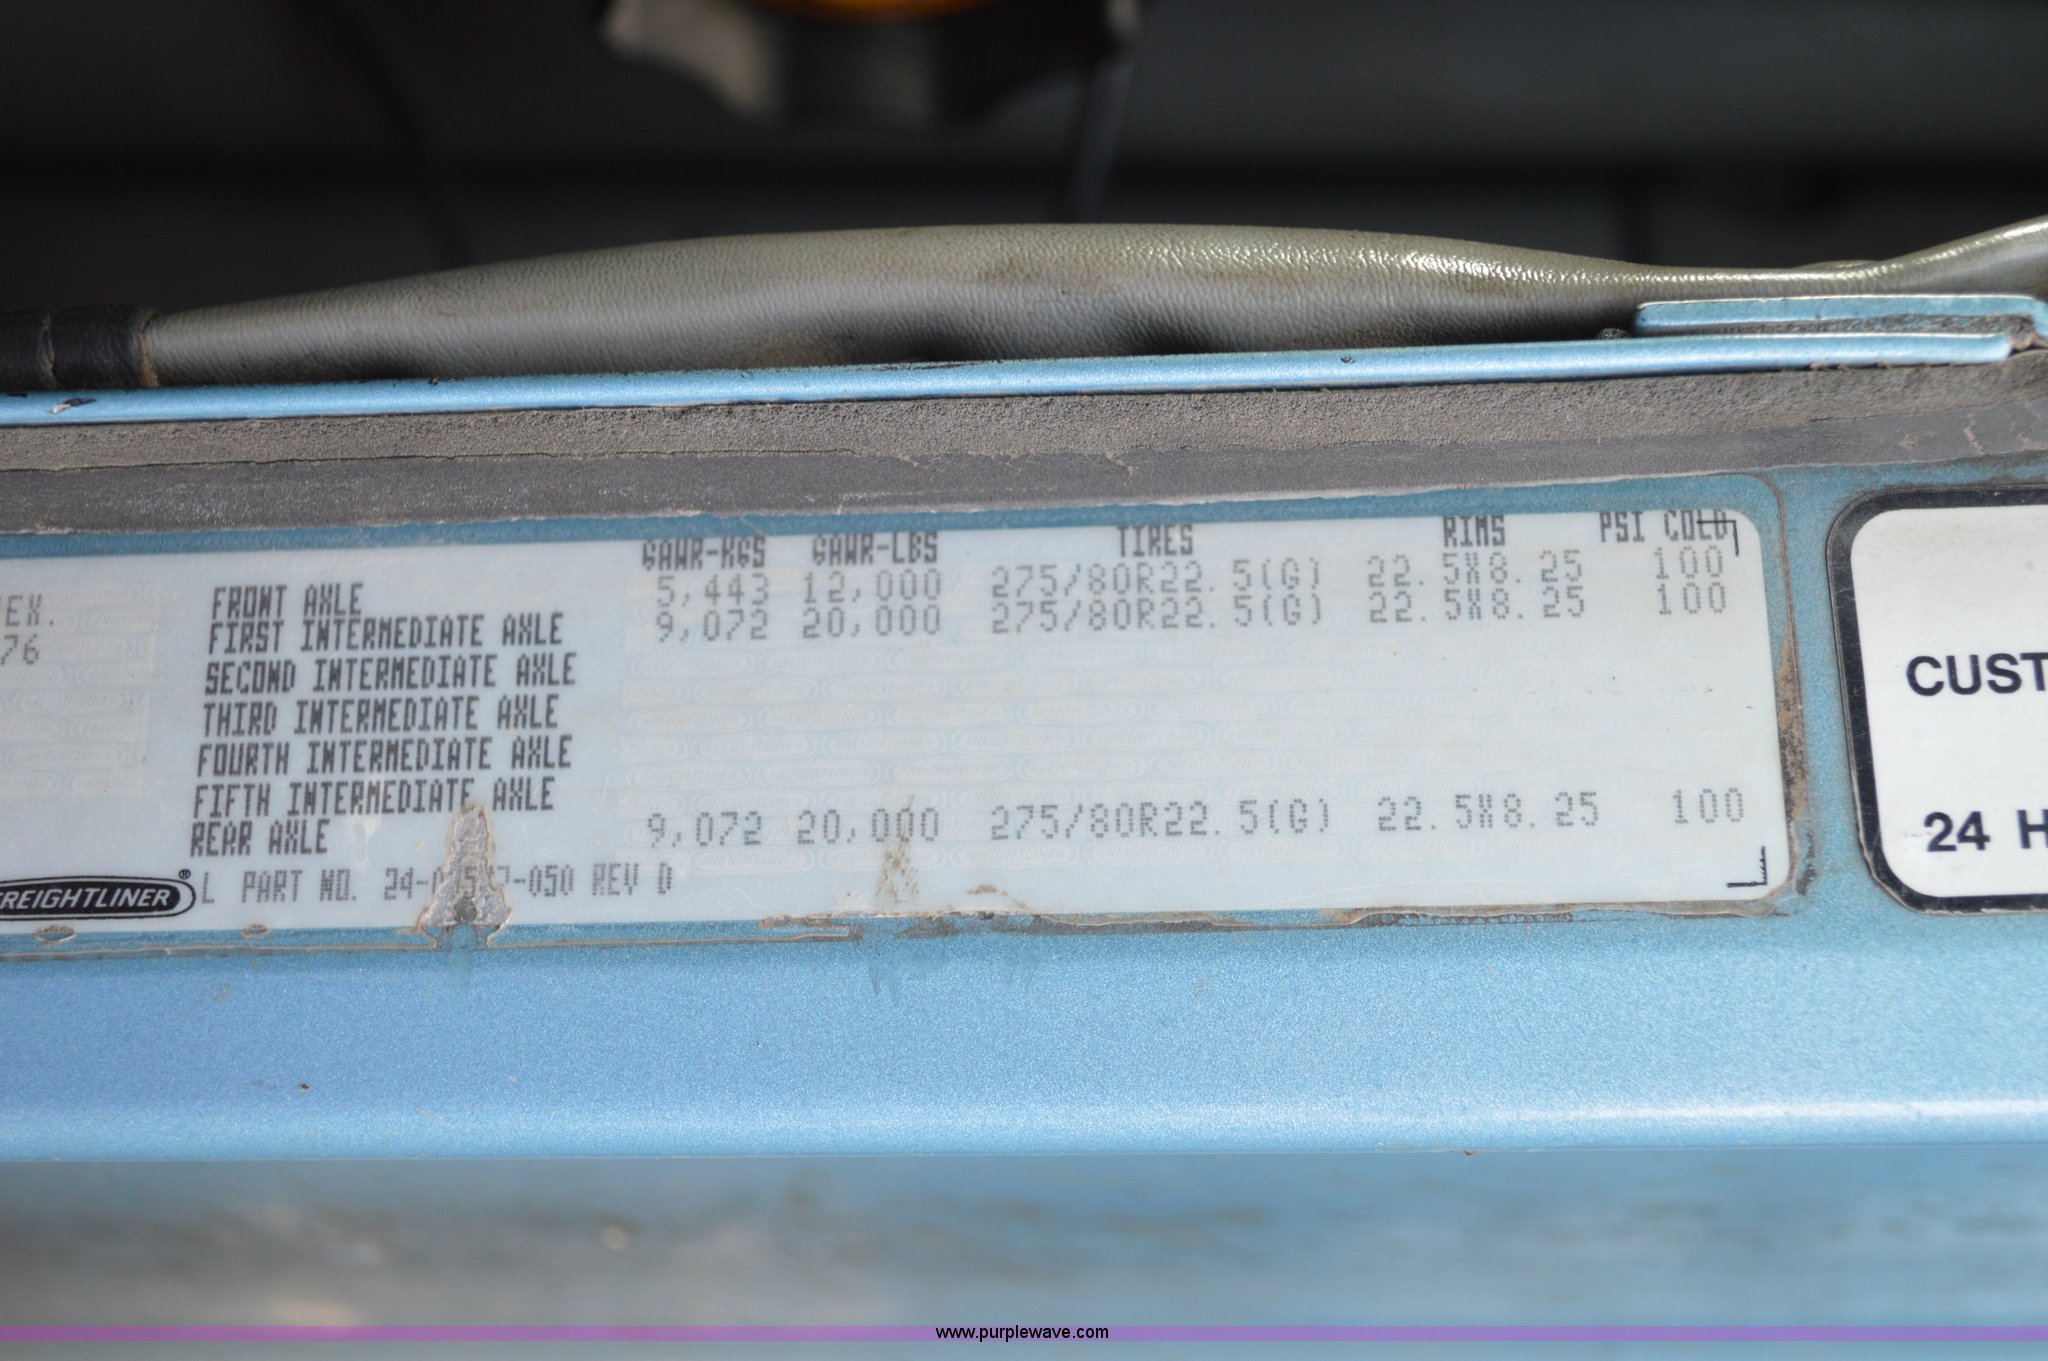 GAWR-KGS GAWR-LBS TIRES RIMS PSI COLD
FRONT AXLE 5,443 12,000 275/80R22.5(G) 22.5X8.25 100
FIRST INTERMEDIATE AXLE 9,072 20,000 275/80R22.5(G) 22.5X8.25 100
SECOND INTERMEDIATE AXLE
THIRD INTERMEDIATE AXLE
FOURTH INTERMEDIATE AXLE
FIFTH INTERMEDIATE AXLE
REAR AXLE 9,072 20,000 275/80R22.5(G) 22.5X8.25 100
FREIGHTLINER® L PART NO. -050 REV D
EX.
76
CUST
24 H
www.purplewave.com